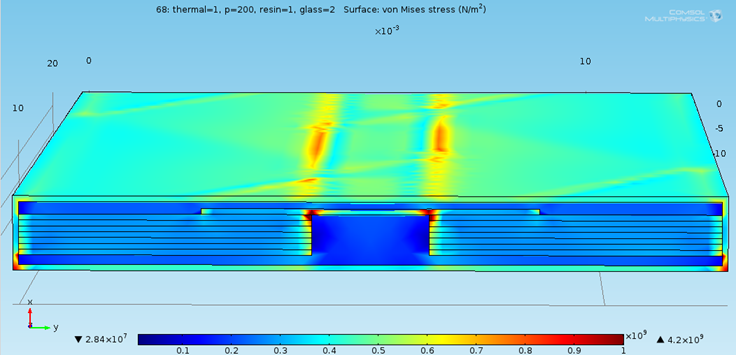 68: thermal=1, p=200, resin=1, glass=2   Surface: von Mises stress (N/m²)
COMSOL
MULTIPHYSICS
×10⁻³
0
10
20
10
0
-5
-10
x
y
▼ 2.84×10⁷
0.1 0.2 0.3 0.4 0.5 0.6 0.7 0.8 0.9 1
×10⁹
▲ 4.2×10⁹